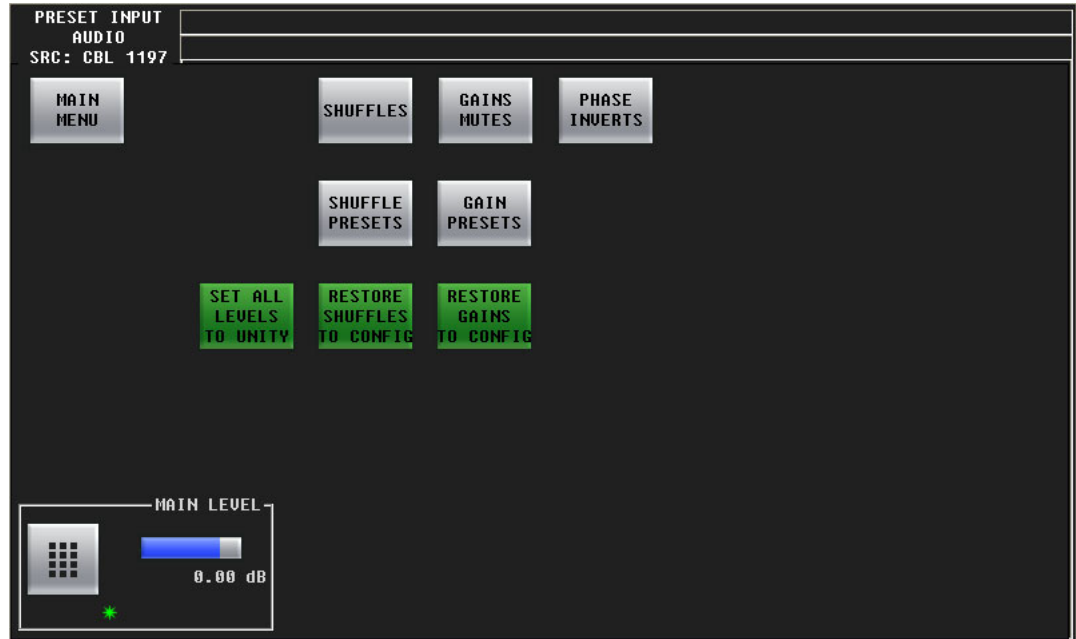 PRESET INPUT
AUDIO
SRC: CBL 1197
MAIN
MENU
SHUFFLES
GAINS
MUTES
PHASE
INVERTS
SHUFFLE
PRESETS
GAIN
PRESETS
SET ALL
LEVELS
TO UNITY
RESTORE
SHUFFLES
TO CONFIG
RESTORE
GAINS
TO CONFIG
MAIN LEVEL
0.00 dB